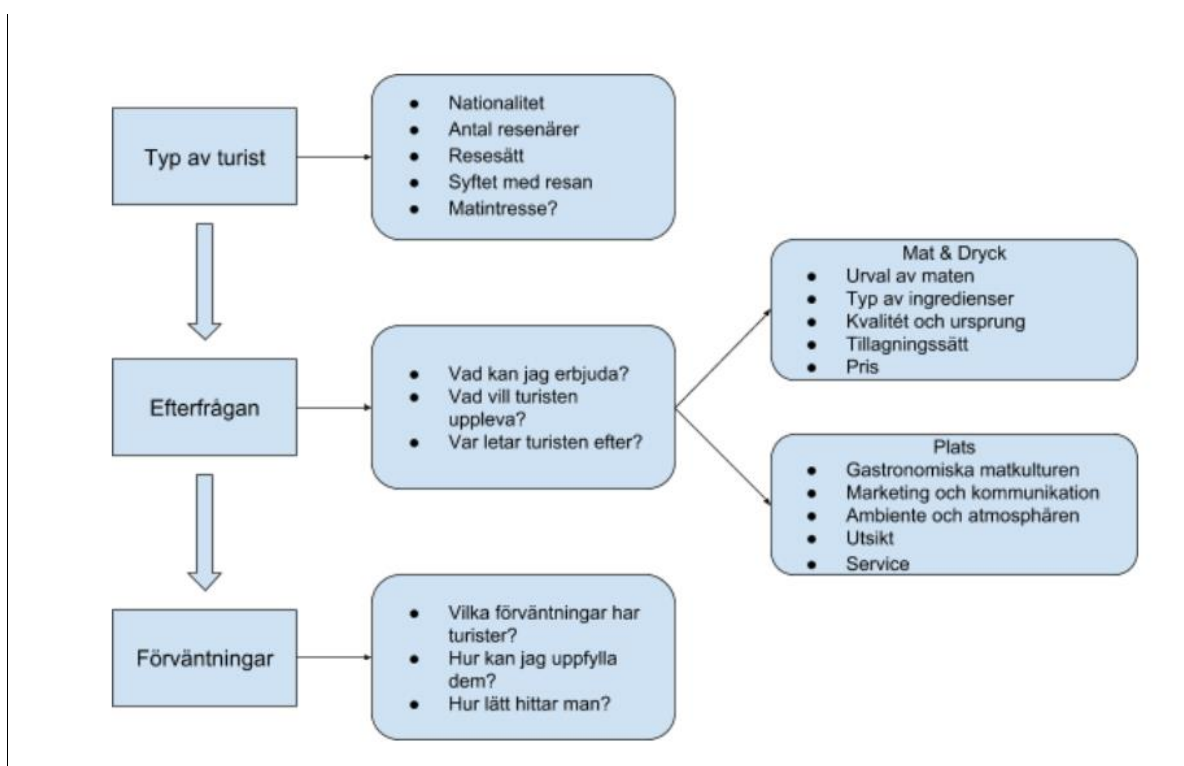 Typ av turist
● Nationalitet
● Antal resenärer
● Resesätt
● Syftet med resan
● Matintresse?
Efterfrågan
● Vad kan jag erbjuda?
● Vad vill turisten
uppleva?
● Var letar turisten efter?
Mat & Dryck
● Urval av maten
● Typ av ingredienser
● Kvalitét och ursprung
● Tillagningssätt
● Pris
Plats
● Gastronomiska matkulturen
● Marketing och kommunikation
● Ambiente och atmosphären
● Utsikt
● Service
Förväntningar
● Vilka förväntningar har
turister?
● Hur kan jag uppfylla
dem?
● Hur lätt hittar man?